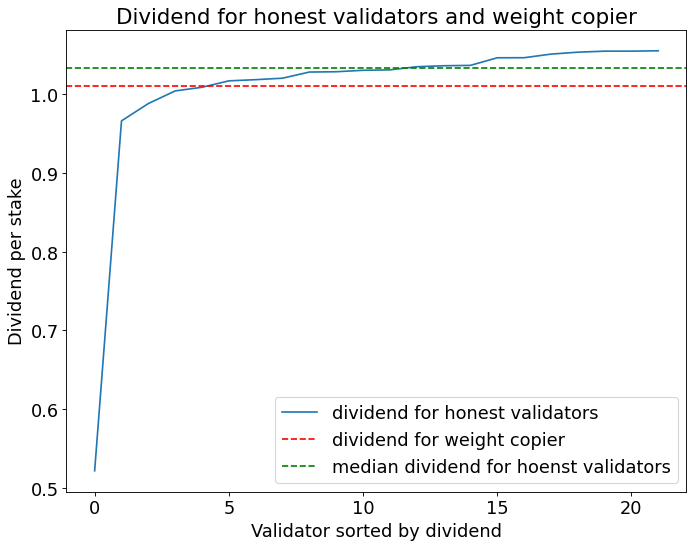 Dividend for honest validators and weight copier
Dividend per stake
1.0
0.9
0.8
0.7
0.6
0.5
dividend for honest validators
dividend for weight copier
median dividend for hoenst validators
0 5 10 15 20
Validator sorted by dividend